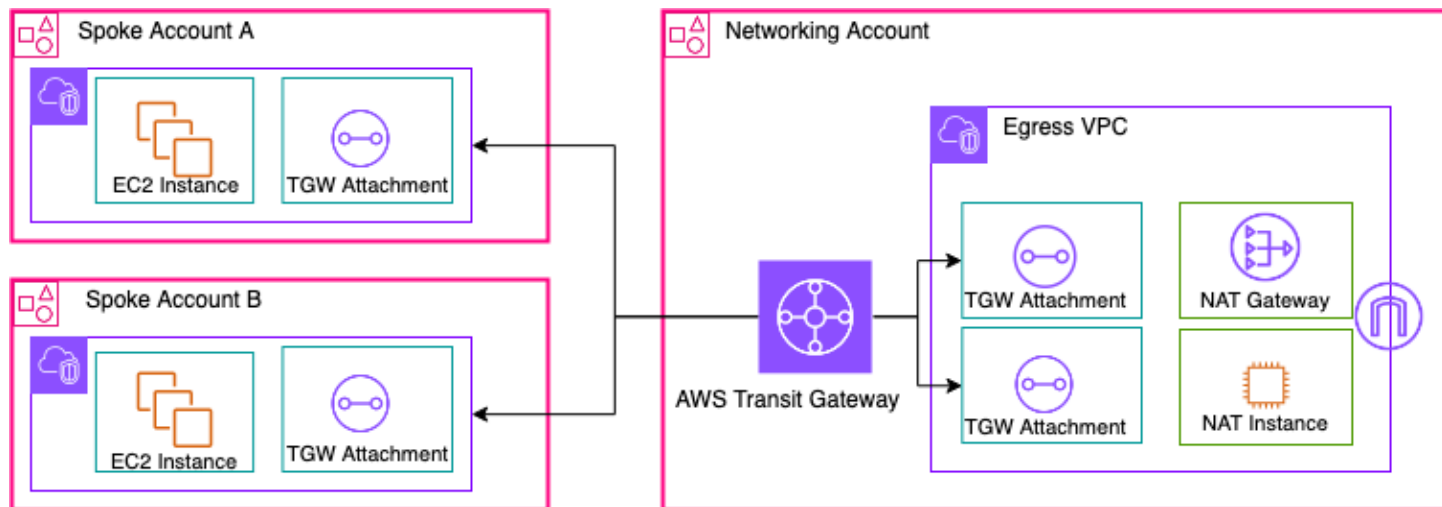 Spoke Account A
EC2 Instance
TGW Attachment
Spoke Account B
EC2 Instance
TGW Attachment
Networking Account
AWS Transit Gateway
Egress VPC
TGW Attachment
NAT Gateway
TGW Attachment
NAT Instance